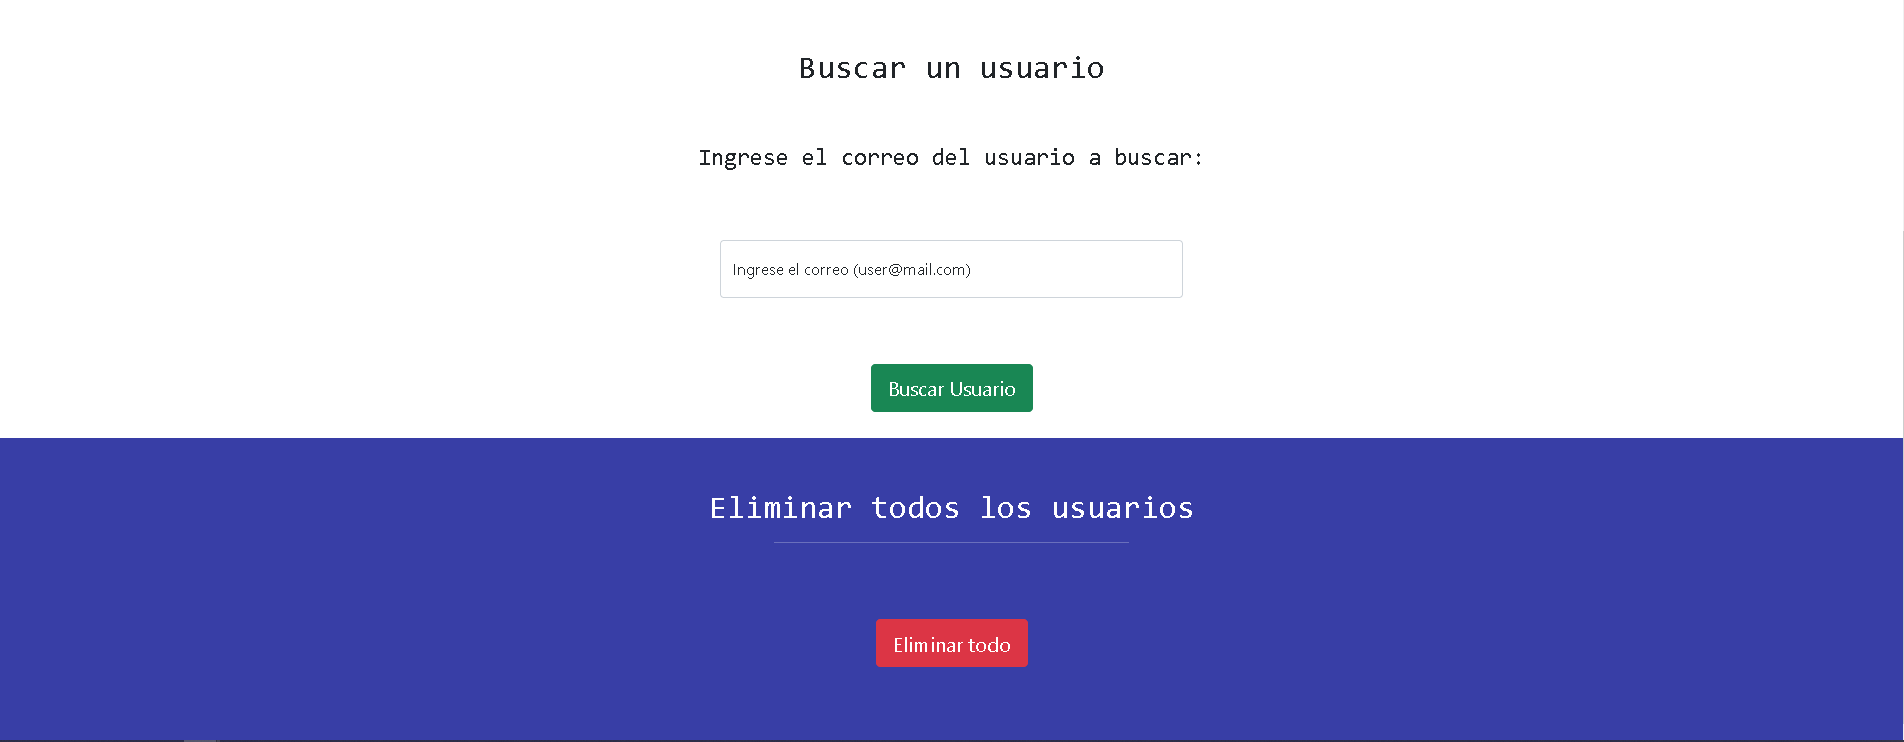 Buscar un usuario
Ingrese el correo del usuario a buscar:
Ingrese el correo (user@mail.com)
Buscar Usuario
Eliminar todos los usuarios
Eliminar todo